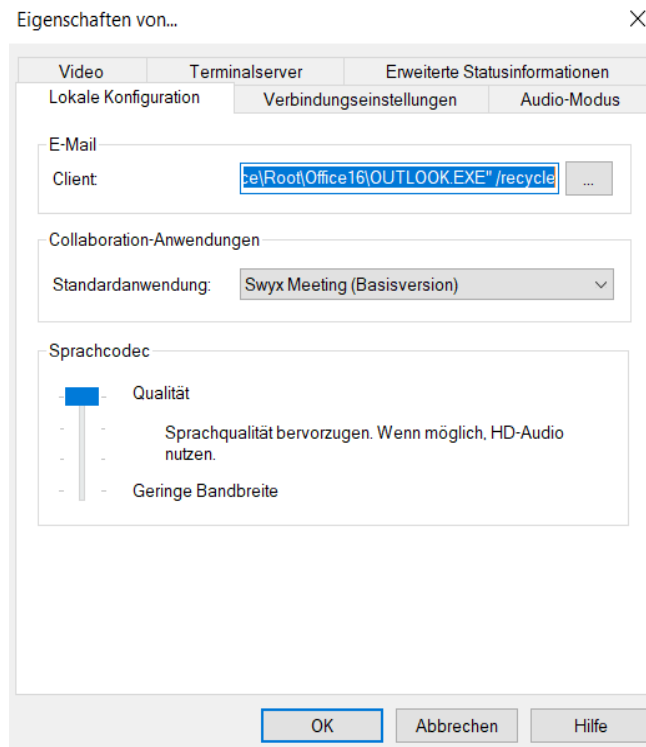 Eigenschaften von...
Video
Terminalserver
Erweiterte Statusinformationen
Lokale Konfiguration
Verbindungseinstellungen
Audio-Modus
E-Mail
Client:
ce\Root\Office16\OUTLOOK.EXE" /recycle
...
Collaboration-Anwendungen
Standardanwendung:
Swyx Meeting (Basisversion)
Sprachcodec
Qualität
Sprachqualität bervorzugen. Wenn möglich, HD-Audio
nutzen.
Geringe Bandbreite
OK
Abbrechen
Hilfe